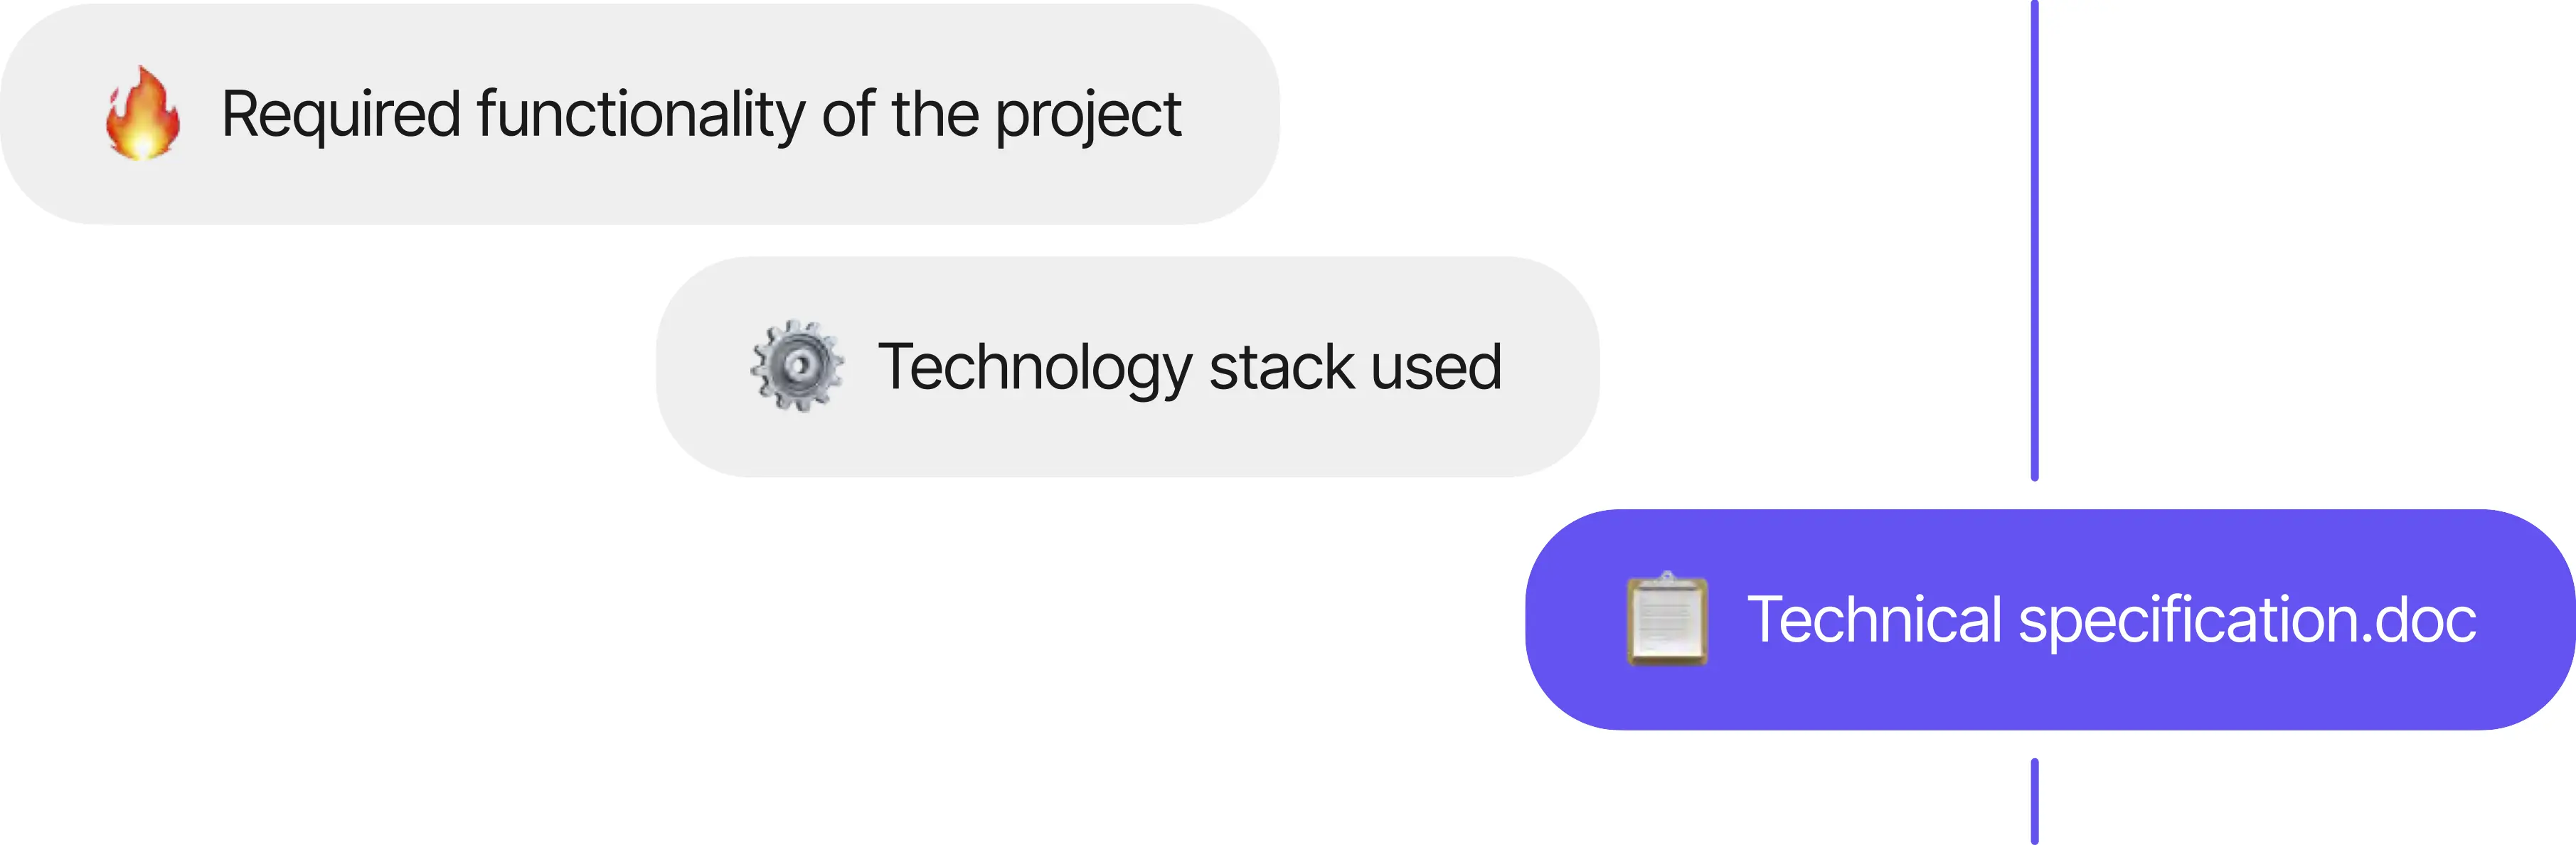 Required functionality of the project
Technology stack used
Technical specification.doc